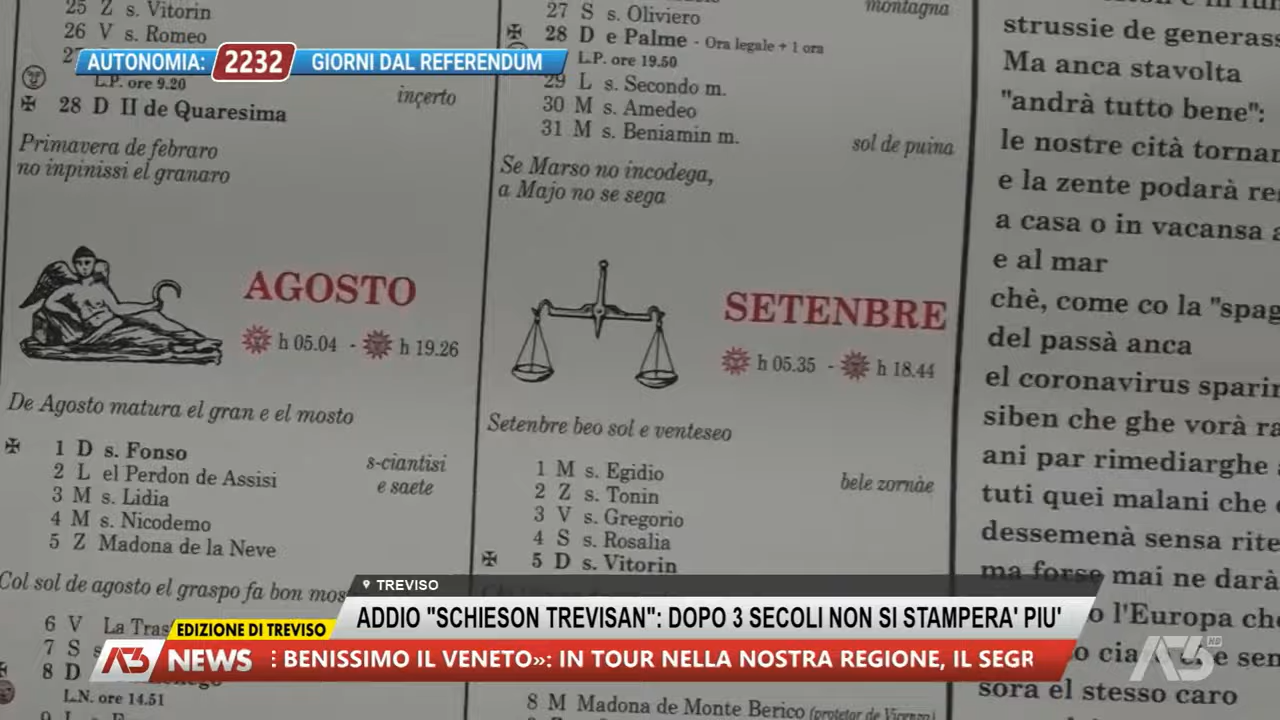 25 Z s. Vitorin
26 V s. Romeo
L.P. ore 9.20
28 D II de Quaresima
inçerto
Primavera de febraro
no inpinissi el granaro
AGOSTO
h 05.04 - h 19.26
De Agosto matura el gran e el mosto
1 D s. Fonso
2 L el Perdon de Assisi
3 M s. Lidia
4 M s. Nicodemo
5 Z Madona de la Neve
s-ciantisi
e saete
Col sol de agosto el graspo fa bon
6 V La
7 S
8 D
L.N. ore 14.51
27 S s. Oliviero
28 D e Palme - Ora legale + 1 ora
L.P. ore 19.50
29 L s. Secondo m.
30 M s. Amedeo
31 M s. Beniamin m.
montagna
sol de puina
Se Marso no incodega,
a Majo no se sega
SETENBRE
h 05.35 - h 18.44
Setenbre beo sol e venteseo
1 M s. Egidio
2 Z s. Tonin
3 V s. Gregorio
4 S s. Rosalia
5 D s. Vitorin
bele zornàe
8 M Madona de Monte Berico (protetor de Vicenza)
strussie de
Ma anca stavolta
"andrà tutto bene":
le nostre cità
e la zente podarà
a casa o in vacansa
e al mar
chè, come co la
del passà anca
el coronavirus
siben che ghe vorà
ani par rimediarghe
tuti quei malani che
dessemenà sensa
ma forse mai ne darà
o l'Europa
sora el stesso caro
AUTONOMIA: 2232 GIORNI DAL REFERENDUM
TREVISO
ADDIO "SCHIESON TREVISAN": DOPO 3 SECOLI NON SI STAMPERA' PIU'
EDIZIONE DI TREVISO
A3 NEWS
BENISSIMO IL VENETO»: IN TOUR NELLA NOSTRA REGIONE, IL SEGR
A3 HD